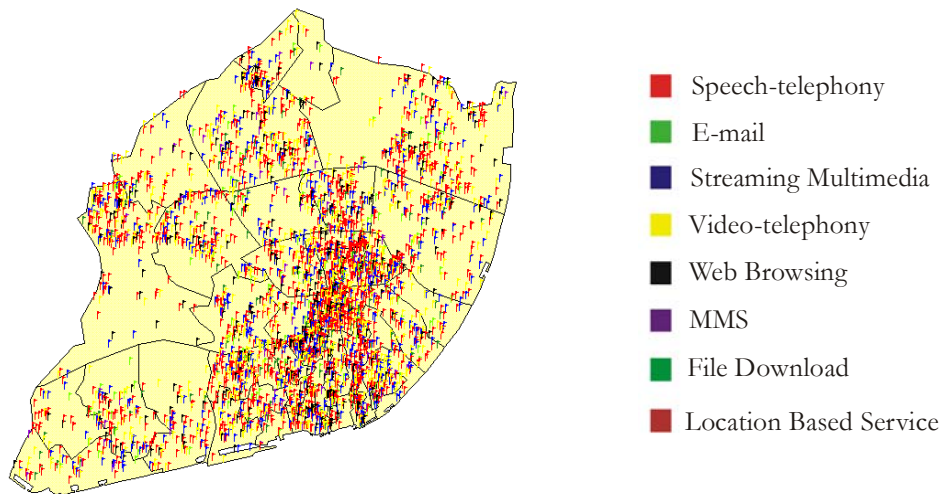 Speech-telephony
E-mail
Streaming Multimedia
Video-telephony
Web Browsing
MMS
File Download
Location Based Service